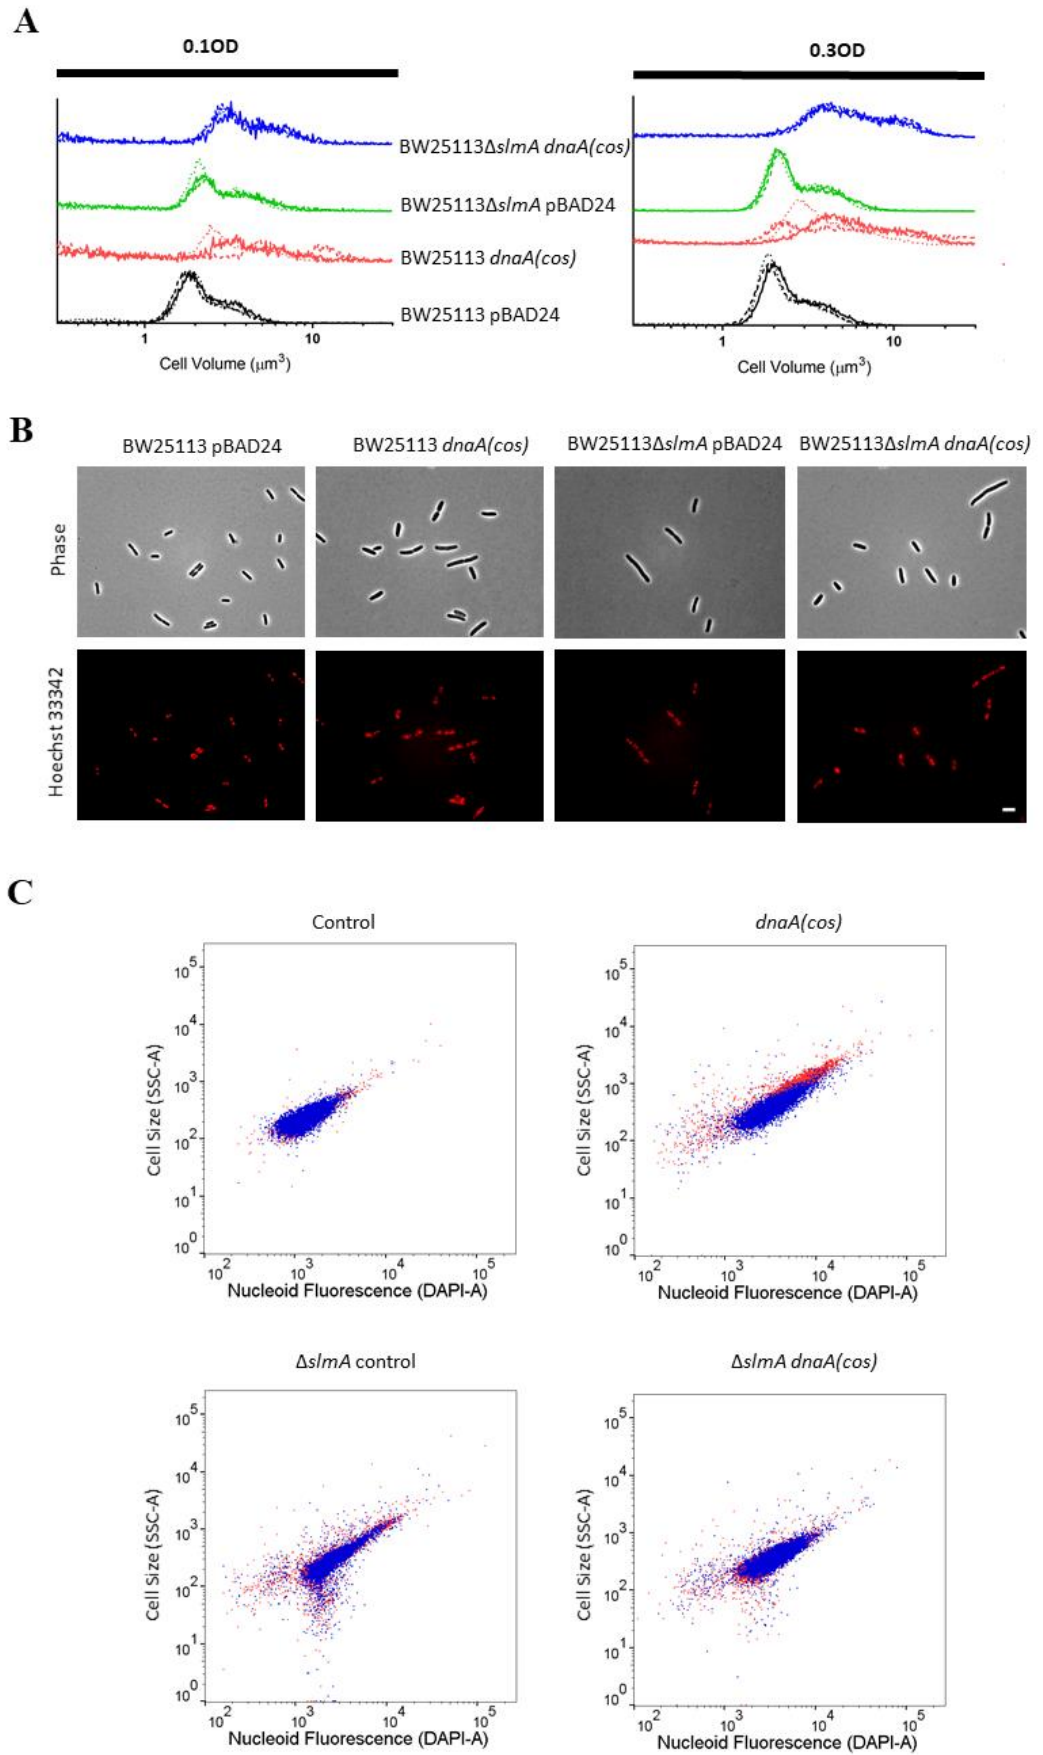 A
0.1OD
0.3OD
BW25113ΔslmA dnaA(cos)
BW25113ΔslmA pBAD24
BW25113 dnaA(cos)
BW25113 pBAD24
1 10
Cell Volume (μm³)
1 10
Cell Volume (μm³)
B
BW25113 pBAD24
BW25113 dnaA(cos)
BW25113ΔslmA pBAD24
BW25113ΔslmA dnaA(cos)
Phase
Hoechst 33342
C
Control
10⁵
10⁴
10³
10²
10¹
10⁰
Cell Size (SSC-A)
10² 10³ 10⁴ 10⁵
Nucleoid Fluorescence (DAPI-A)
dnaA(cos)
10⁵
10⁴
10³
10²
10¹
10⁰
Cell Size (SSC-A)
10² 10³ 10⁴ 10⁵
Nucleoid Fluorescence (DAPI-A)
ΔslmA control
10⁵
10⁴
10³
10²
10¹
10⁰
Cell Size (SSC-A)
10² 10³ 10⁴ 10⁵
Nucleoid Fluorescence (DAPI-A)
ΔslmA dnaA(cos)
10⁵
10⁴
10³
10²
10¹
10⁰
Cell Size (SSC-A)
10² 10³ 10⁴ 10⁵
Nucleoid Fluorescence (DAPI-A)